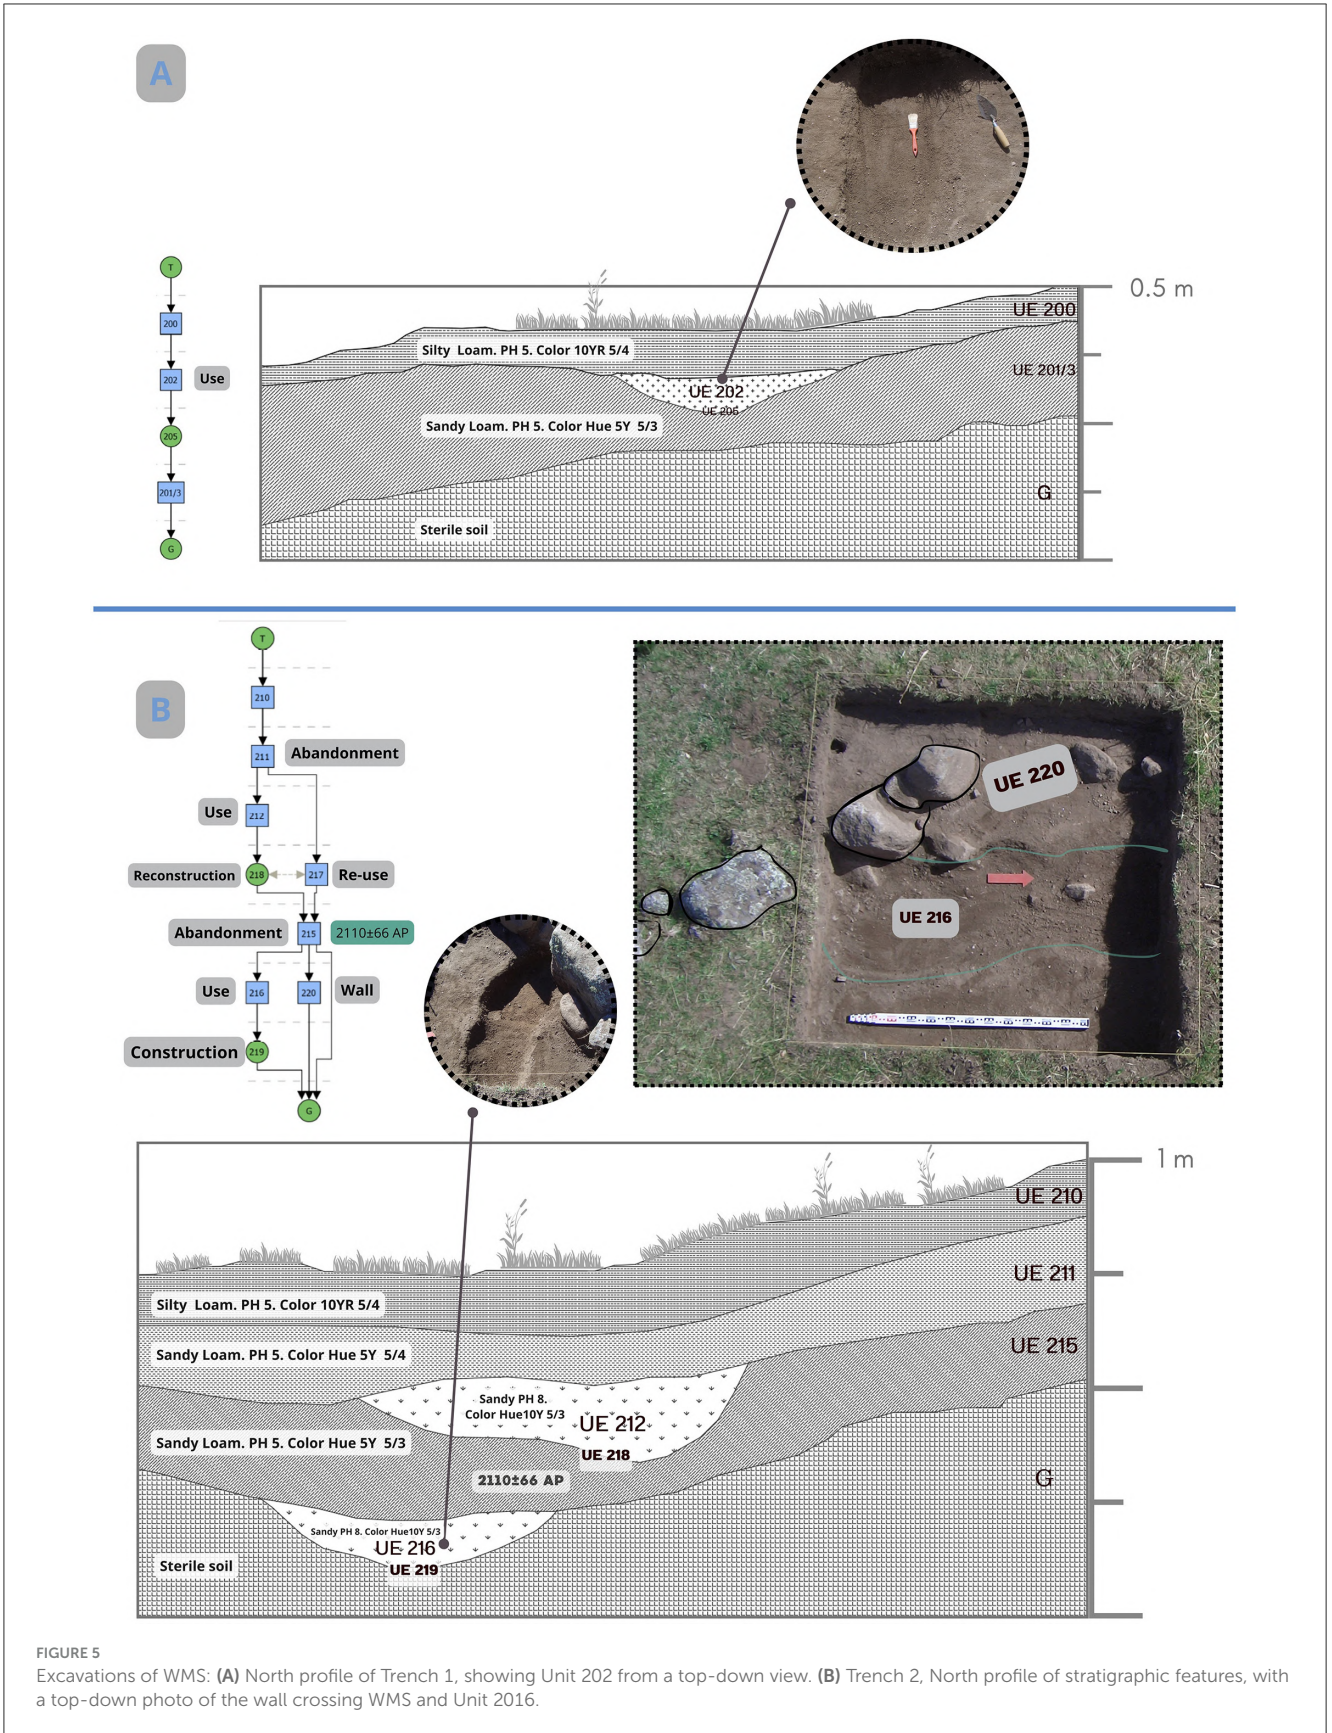 A
T
200
202
Use
205
201/3
G
0.5 m
UE 200
Silty Loam. PH 5. Color 10YR 5/4
UE 201/3
UE 202
UE 205
Sandy Loam. PH 5. Color Hue 5Y 5/3
G
Sterile soil
B
T
210
211
Abandonment
Use
212
Reconstruction
218
217
Re-use
Abandonment
215
2110±66 AP
Use
216
220
Wall
Construction
219
G
UE 220
UE 216
1 m
UE 210
UE 211
Silty Loam. PH 5. Color 10YR 5/4
UE 215
Sandy Loam. PH 5. Color Hue 5Y 5/4
Sandy PH 8.
Color Hue10Y 5/3
UE 212
Sandy Loam. PH 5. Color Hue 5Y 5/3
UE 218
2110±66 AP
G
Sandy PH 8. Color Hue10Y 5/3
UE 216
Sterile soil
UE 219
FIGURE 5
Excavations of WMS: (A) North profile of Trench 1, showing Unit 202 from a top-down view. (B) Trench 2, North profile of stratigraphic features, with
a top-down photo of the wall crossing WMS and Unit 2016.